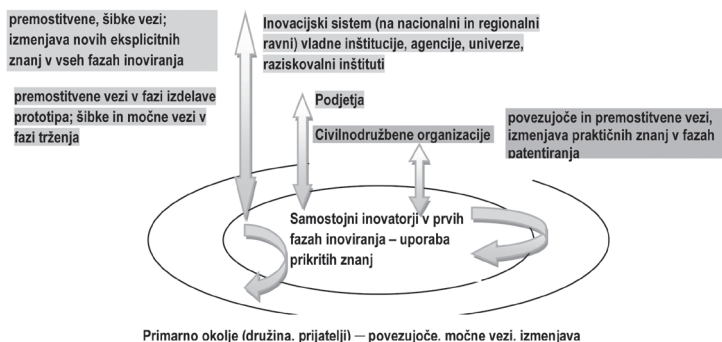 premostitvene, šibke vezi;
izmenjava novih eksplicitnih
znanj v vseh fazah inoviranja
Inovacijski sistem (na nacionalni in regionalni
ravni) vladne inštitucije, agencije, univerze,
raziskovalni inštituti
premostitvene vezi v fazi izdelave
prototipa; šibke in močne vezi v
fazi trženja
Podjetja
Civilnodružbene organizacije
povezujoče in premostitvene vezi,
izmenjava praktičnih znanj v fazah
patentiranja
Samostojni inovatorji v prvih
fazah inoviranja – uporaba
prikritih znanj
Primarno okolje (družina, prijatelji) — povezujoče, močne vezi, izmenjava